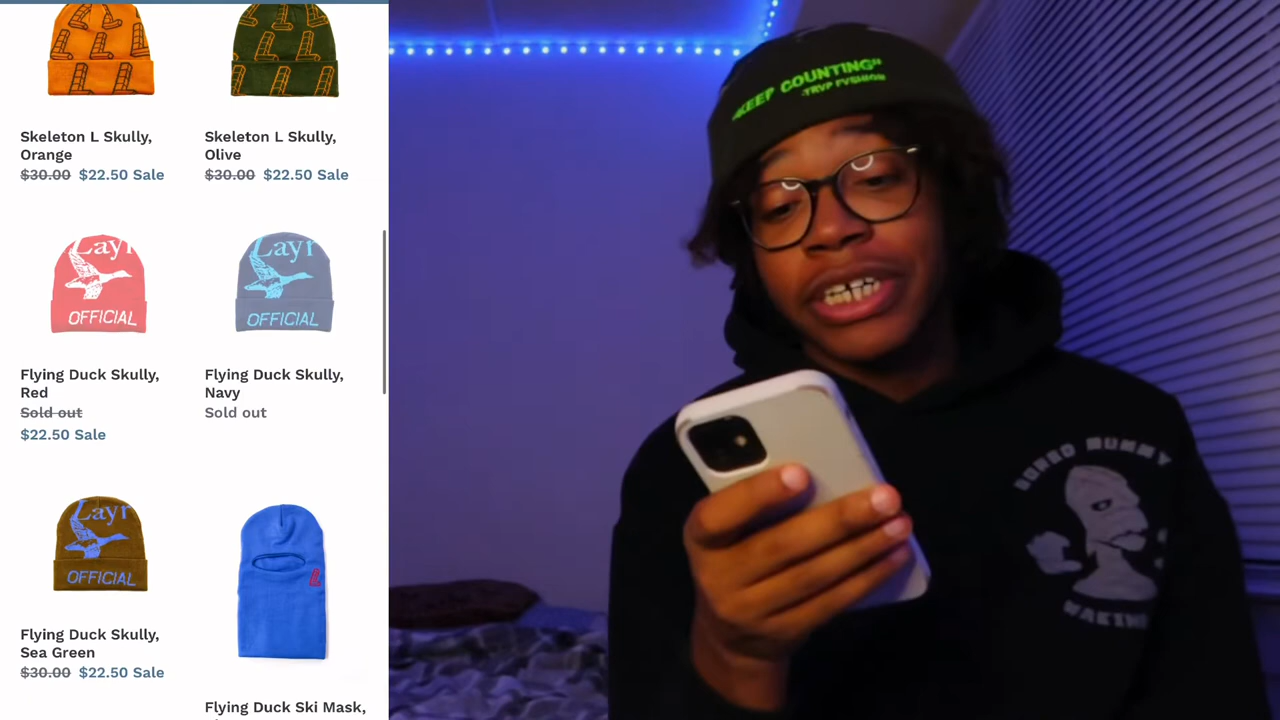 Skeleton L Skully,
Orange
$30.00 $22.50 Sale
Skeleton L Skully,
Olive
$30.00 $22.50 Sale
Layr
OFFICIAL
Layr
OFFICIAL
Flying Duck Skully,
Red
Sold out
$22.50 Sale
Flying Duck Skully,
Navy
Sold out
Layr
OFFICIAL
Flying Duck Skully,
Sea Green
$30.00 $22.50 Sale
Flying Duck Ski Mask,
"KEEP COUNTING"
-TRVP FVSHION